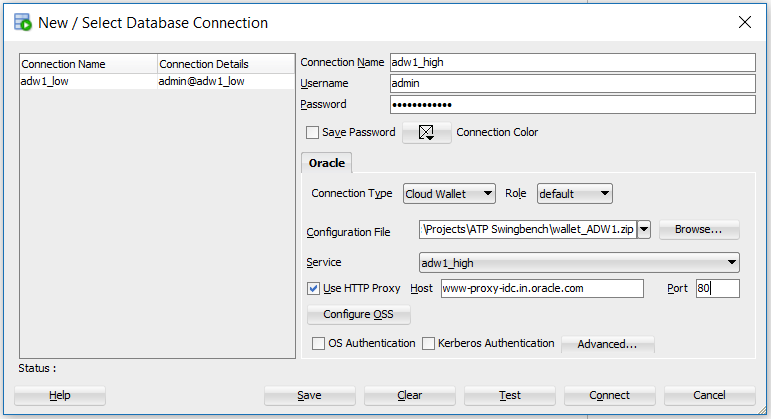 New / Select Database Connection
Connection Name Connection Details
adw1_low admin@adw1_low
Connection Name adw1_high
Username admin
Password ••••••••••••
Save Password Connection Color
Oracle
Connection Type Cloud Wallet Role default
Configuration File :\Projects\ATP Swingbench\wallet_ADW1.zip Browse...
Service adw1_high
Use HTTP Proxy Host www-proxy-idc.in.oracle.com Port 80
Configure OSS
OS Authentication Kerberos Authentication Advanced...
Status :
Help Save Clear Test Connect Cancel